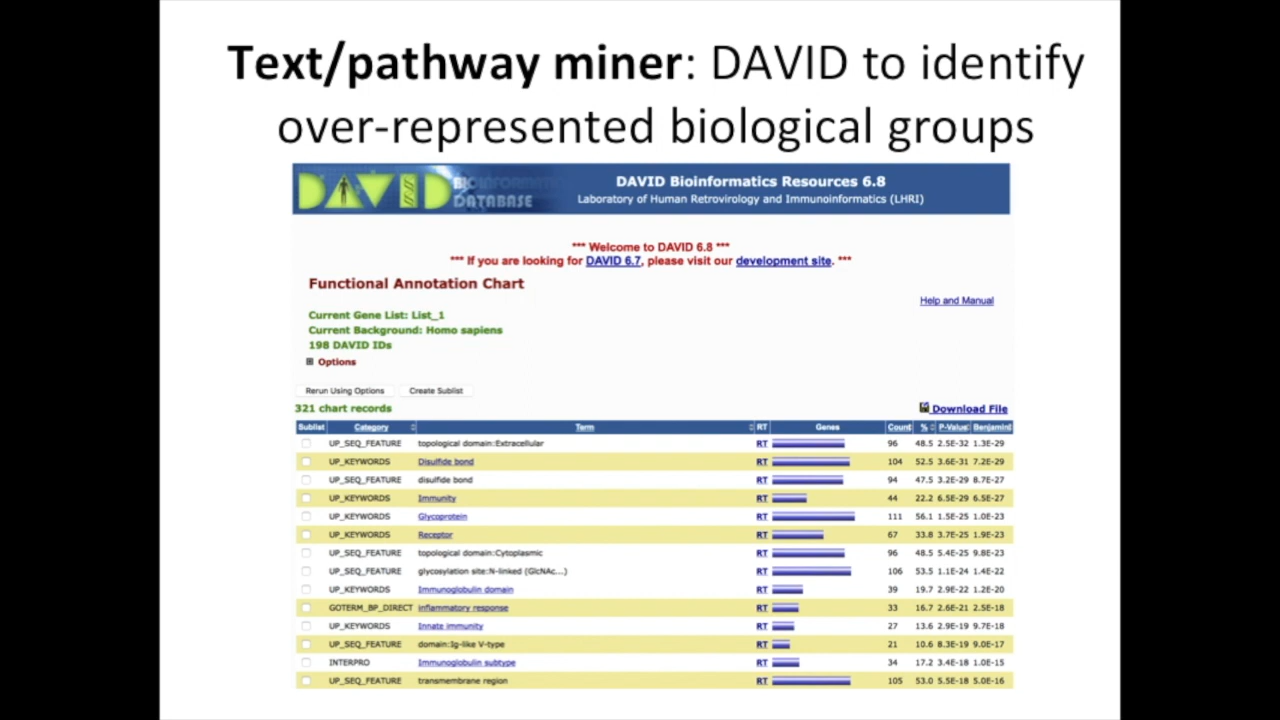 Text/pathway miner: DAVID to identify
over-represented biological groups
DAVID BIOINFORMATICS DATABASE
DAVID Bioinformatics Resources 6.8
Laboratory of Human Retrovirology and Immunoinformatics (LHRI)
*** Welcome to DAVID 6.8 ***
*** If you are looking for DAVID 6.7, please visit our development site. ***
Functional Annotation Chart
Help and Manual
Current Gene List: List_1
Current Background: Homo sapiens
198 DAVID IDs
Options
Rerun Using Options Create Sublist
321 chart records Download File
Sublist Category Term RT Genes Count % P-Value Benjamini
UP_SEQ_FEATURE topological domain:Extracellular RT 96 48.5 2.5E-32 1.3E-29
UP_KEYWORDS Disulfide bond RT 104 52.5 3.6E-31 7.2E-29
UP_SEQ_FEATURE disulfide bond RT 94 47.5 3.2E-29 8.7E-27
UP_KEYWORDS Immunity RT 44 22.2 6.5E-29 6.5E-27
UP_KEYWORDS Glycoprotein RT 111 56.1 1.5E-25 1.0E-23
UP_KEYWORDS Receptor RT 67 33.8 3.7E-25 1.9E-23
UP_SEQ_FEATURE topological domain:Cytoplasmic RT 96 48.5 5.4E-25 9.8E-23
UP_SEQ_FEATURE glycosylation site:N-linked (GlcNAc...) RT 106 53.5 1.1E-24 1.4E-22
UP_KEYWORDS Immunoglobulin domain RT 39 19.7 2.9E-22 1.2E-20
GOTERM_BP_DIRECT inflammatory response RT 33 16.7 2.6E-21 2.5E-18
UP_KEYWORDS Innate immunity RT 27 13.6 2.9E-19 9.7E-18
UP_SEQ_FEATURE domain:Ig-like V-type RT 21 10.6 8.3E-19 9.0E-17
INTERPRO Immunoglobulin subtype RT 34 17.2 3.4E-18 1.0E-15
UP_SEQ_FEATURE transmembrane region RT 105 53.0 5.5E-18 5.0E-16